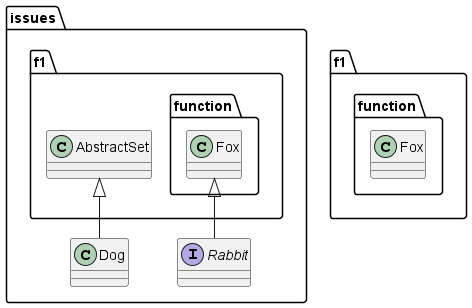 issues
f1
function
C AbstractSet
C Fox
C Dog
I Rabbit
f1
function
C Fox